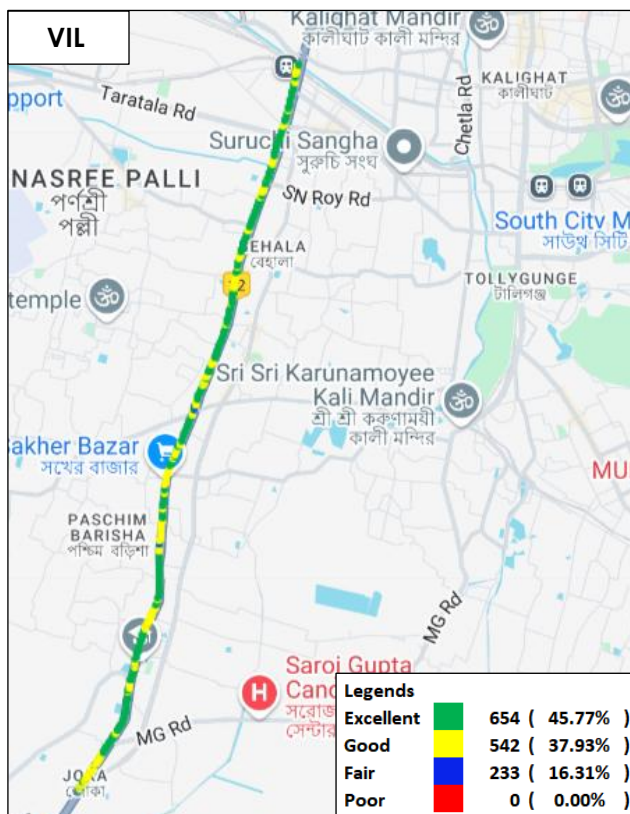 VIL
Kalighat Mandir
কালীঘাট কালী মন্দির
pport
Taratala Rd
Chetla Rd
KALIGHAT
কালীঘাট
Suruchi Sangha
সুরুচি সংঘ
NASREE PALLI
পর্ণশ্রী
পল্লী
SN Roy Rd
South City M
সাউথ সিটি
EHALA
বেহালা
TOLLYGUNGE
টালিগঞ্জ
temple
2
Sri Sri Karunamoyee
Kali Mandir
শ্রী শ্রী করুণাময়ী
কালী মন্দির
Sakher Bazar
সখের বাজার
MU
PASCHIM
BARISHA
পশ্চিম বড়িশা
MG Rd
Saroj Gupta
Canc
সরোজ
সেন্টার
H
MG Rd
JOKA
জোকা
Legends
Excellent 654 ( 45.77% )
Good 542 ( 37.93% )
Fair 233 ( 16.31% )
Poor 0 ( 0.00% )